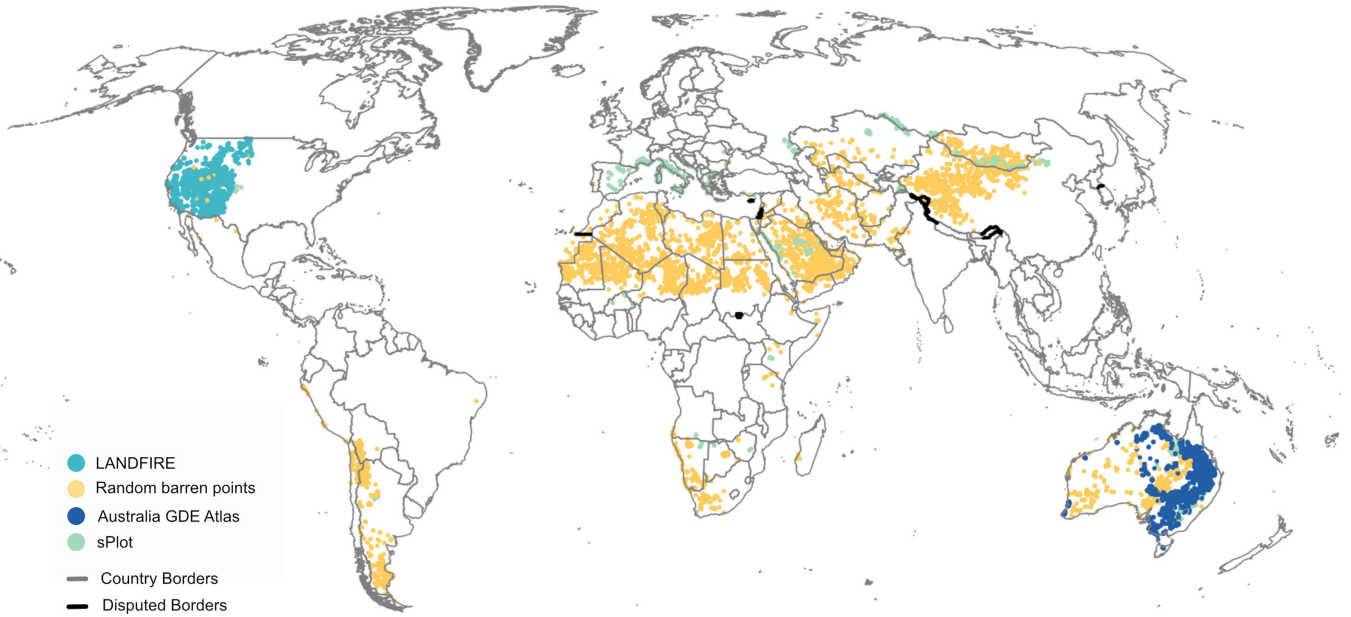 LANDFIRE
Random barren points
Australia GDE Atlas
sPlot
Country Borders
Disputed Borders